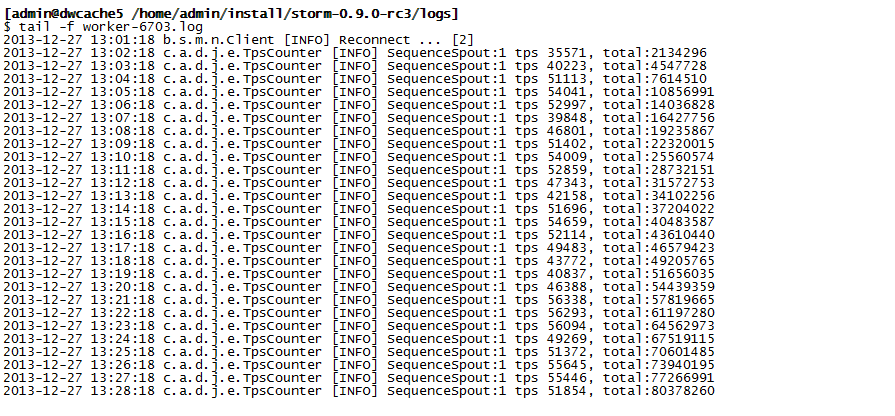 [admin@dwcache5 /home/admin/install/storm-0.9.0-rc3/logs]
$ tail -f worker-6703.log
2013-12-27 13:01:18 b.s.m.n.Client [INFO] Reconnect ... [2]
2013-12-27 13:02:18 c.a.d.j.e.TpsCounter [INFO] SequenceSpout:1 tps 35571, total:2134296
2013-12-27 13:03:18 c.a.d.j.e.TpsCounter [INFO] SequenceSpout:1 tps 40223, total:4547728
2013-12-27 13:04:18 c.a.d.j.e.TpsCounter [INFO] SequenceSpout:1 tps 51113, total:7614510
2013-12-27 13:05:18 c.a.d.j.e.TpsCounter [INFO] SequenceSpout:1 tps 54041, total:10856991
2013-12-27 13:06:18 c.a.d.j.e.TpsCounter [INFO] SequenceSpout:1 tps 52997, total:14036828
2013-12-27 13:07:18 c.a.d.j.e.TpsCounter [INFO] SequenceSpout:1 tps 39848, total:16427756
2013-12-27 13:08:18 c.a.d.j.e.TpsCounter [INFO] SequenceSpout:1 tps 46801, total:19235867
2013-12-27 13:09:18 c.a.d.j.e.TpsCounter [INFO] SequenceSpout:1 tps 51402, total:22320015
2013-12-27 13:10:18 c.a.d.j.e.TpsCounter [INFO] SequenceSpout:1 tps 54009, total:25560574
2013-12-27 13:11:18 c.a.d.j.e.TpsCounter [INFO] SequenceSpout:1 tps 52859, total:28732151
2013-12-27 13:12:18 c.a.d.j.e.TpsCounter [INFO] SequenceSpout:1 tps 47343, total:31572753
2013-12-27 13:13:18 c.a.d.j.e.TpsCounter [INFO] SequenceSpout:1 tps 42158, total:34102256
2013-12-27 13:14:18 c.a.d.j.e.TpsCounter [INFO] SequenceSpout:1 tps 51696, total:37204022
2013-12-27 13:15:18 c.a.d.j.e.TpsCounter [INFO] SequenceSpout:1 tps 54659, total:40483587
2013-12-27 13:16:18 c.a.d.j.e.TpsCounter [INFO] SequenceSpout:1 tps 52114, total:43610440
2013-12-27 13:17:18 c.a.d.j.e.TpsCounter [INFO] SequenceSpout:1 tps 49483, total:46579423
2013-12-27 13:18:18 c.a.d.j.e.TpsCounter [INFO] SequenceSpout:1 tps 43772, total:49205765
2013-12-27 13:19:18 c.a.d.j.e.TpsCounter [INFO] SequenceSpout:1 tps 40837, total:51656035
2013-12-27 13:20:18 c.a.d.j.e.TpsCounter [INFO] SequenceSpout:1 tps 46388, total:54439359
2013-12-27 13:21:18 c.a.d.j.e.TpsCounter [INFO] SequenceSpout:1 tps 56338, total:57819665
2013-12-27 13:22:18 c.a.d.j.e.TpsCounter [INFO] SequenceSpout:1 tps 56293, total:61197280
2013-12-27 13:23:18 c.a.d.j.e.TpsCounter [INFO] SequenceSpout:1 tps 56094, total:64562973
2013-12-27 13:24:18 c.a.d.j.e.TpsCounter [INFO] SequenceSpout:1 tps 49269, total:67519115
2013-12-27 13:25:18 c.a.d.j.e.TpsCounter [INFO] SequenceSpout:1 tps 51372, total:70601485
2013-12-27 13:26:18 c.a.d.j.e.TpsCounter [INFO] SequenceSpout:1 tps 55645, total:73940195
2013-12-27 13:27:18 c.a.d.j.e.TpsCounter [INFO] SequenceSpout:1 tps 55446, total:77266991
2013-12-27 13:28:18 c.a.d.j.e.TpsCounter [INFO] SequenceSpout:1 tps 51854, total:80378260